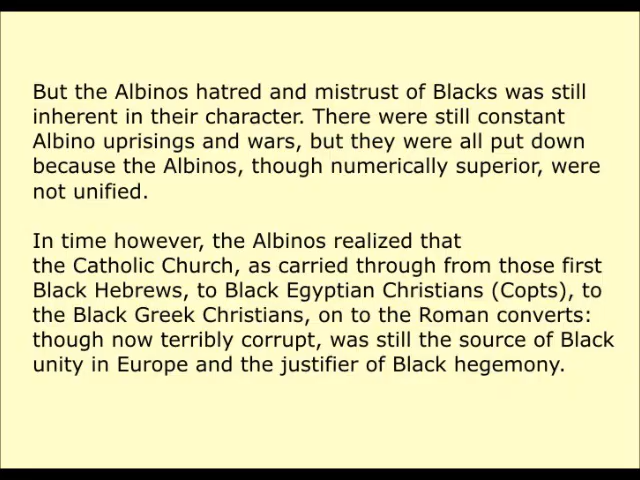 But the Albinos hatred and mistrust of Blacks was still
inherent in their character. There were still constant
Albino uprisings and wars, but they were all put down
because the Albinos, though numerically superior, were
not unified.
In time however, the Albinos realized that
the Catholic Church, as carried through from those first
Black Hebrews, to Black Egyptian Christians (Copts), to
the Black Greek Christians, on to the Roman converts:
though now terribly corrupt, was still the source of Black
unity in Europe and the justifier of Black hegemony.